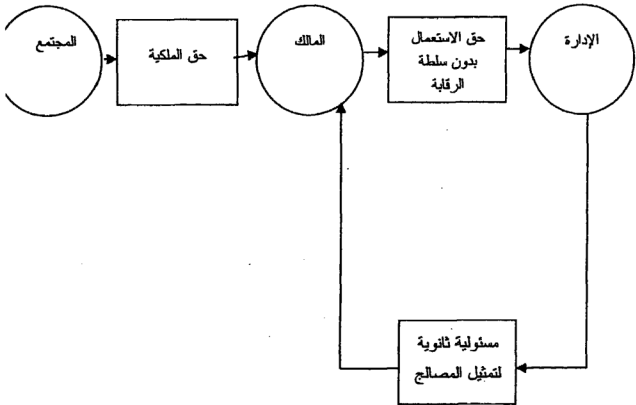 المجتمع
حق الملكية
المالك
حق الاستعمال
بدون سلطة
الرقابة
الإدارة
مسئولية ثانوية
لتمثيل المصالح